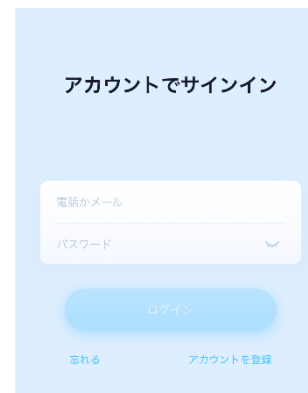 アカウントでサインイン
電話かメール
パスワード
ログイン
忘れる
アカウントを登録